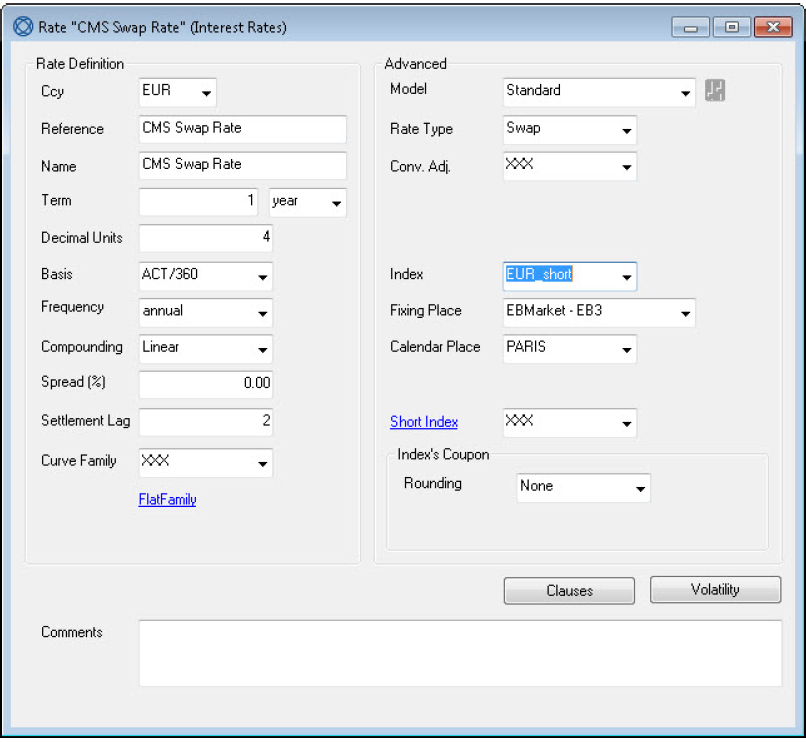 Rate "CMS Swap Rate" (Interest Rates)
Rate Definition
Ccy EUR
Reference CMS Swap Rate
Name CMS Swap Rate
Term 1 year
Decimal Units 4
Basis ACT/360
Frequency annual
Compounding Linear
Spread (%) 0.00
Settlement Lag 2
Curve Family XXX
FlatFamily
Advanced
Model Standard
Rate Type Swap
Conv. Adj. XXX
Index EUR_short
Fixing Place EBMarket - EB3
Calendar Place PARIS
Short Index XXX
Index's Coupon
Rounding None
Clauses Volatility
Comments